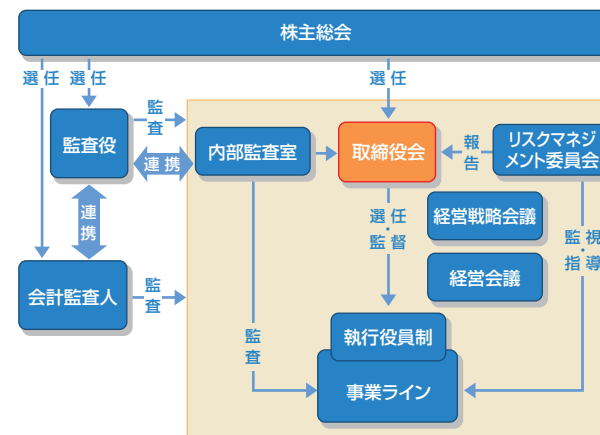 株主総会
選任
選任
選任
監査役
監査
連携
内部監査室
取締役会
報告
リスクマネジ
メント委員会
連携
選任・監督
経営戦略会議
経営会議
監視・指導
会計監査人
監査
監査
執行役員制
事業ライン